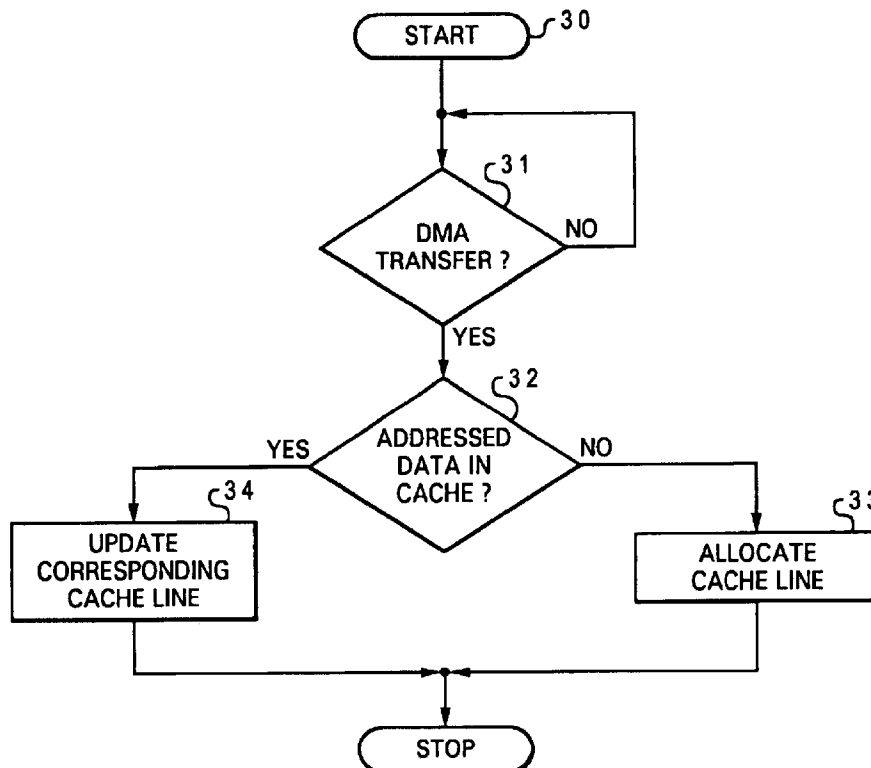 START
30
31
DMA
TRANSFER ?
NO
YES
32
ADDRESSED
DATA IN
CACHE ?
YES
NO
34
UPDATE
CORRESPONDING
CACHE LINE
33
ALLOCATE
CACHE LINE
STOP